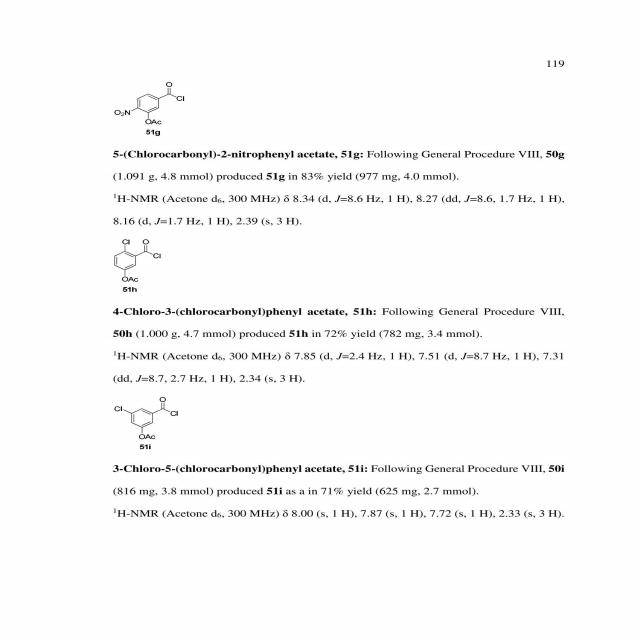 119
O
Cl
O₂N
OAc
51g
5-(Chlorocarbonyl)-2-nitrophenyl acetate, 51g: Following General Procedure VIII, 50g
(1.091 g, 4.8 mmol) produced 51g in 83% yield (977 mg, 4.0 mmol).
¹H-NMR (Acetone d₆, 300 MHz) δ 8.34 (d, J=8.6 Hz, 1 H), 8.27 (dd, J=8.6, 1.7 Hz, 1 H),
8.16 (d, J=1.7 Hz, 1 H), 2.39 (s, 3 H).
Cl O
Cl
OAc
51h
4-Chloro-3-(chlorocarbonyl)phenyl acetate, 51h: Following General Procedure VIII,
50h (1.000 g, 4.7 mmol) produced 51h in 72% yield (782 mg, 3.4 mmol).
¹H-NMR (Acetone d₆, 300 MHz) δ 7.85 (d, J=2.4 Hz, 1 H), 7.51 (d, J=8.7 Hz, 1 H), 7.31
(dd, J=8.7, 2.7 Hz, 1 H), 2.34 (s, 3 H).
O
Cl
Cl
OAc
51i
3-Chloro-5-(chlorocarbonyl)phenyl acetate, 51i: Following General Procedure VIII, 50i
(816 mg, 3.8 mmol) produced 51i as a in 71% yield (625 mg, 2.7 mmol).
¹H-NMR (Acetone d₆, 300 MHz) δ 8.00 (s, 1 H), 7.87 (s, 1 H), 7.72 (s, 1 H), 2.33 (s, 3 H).